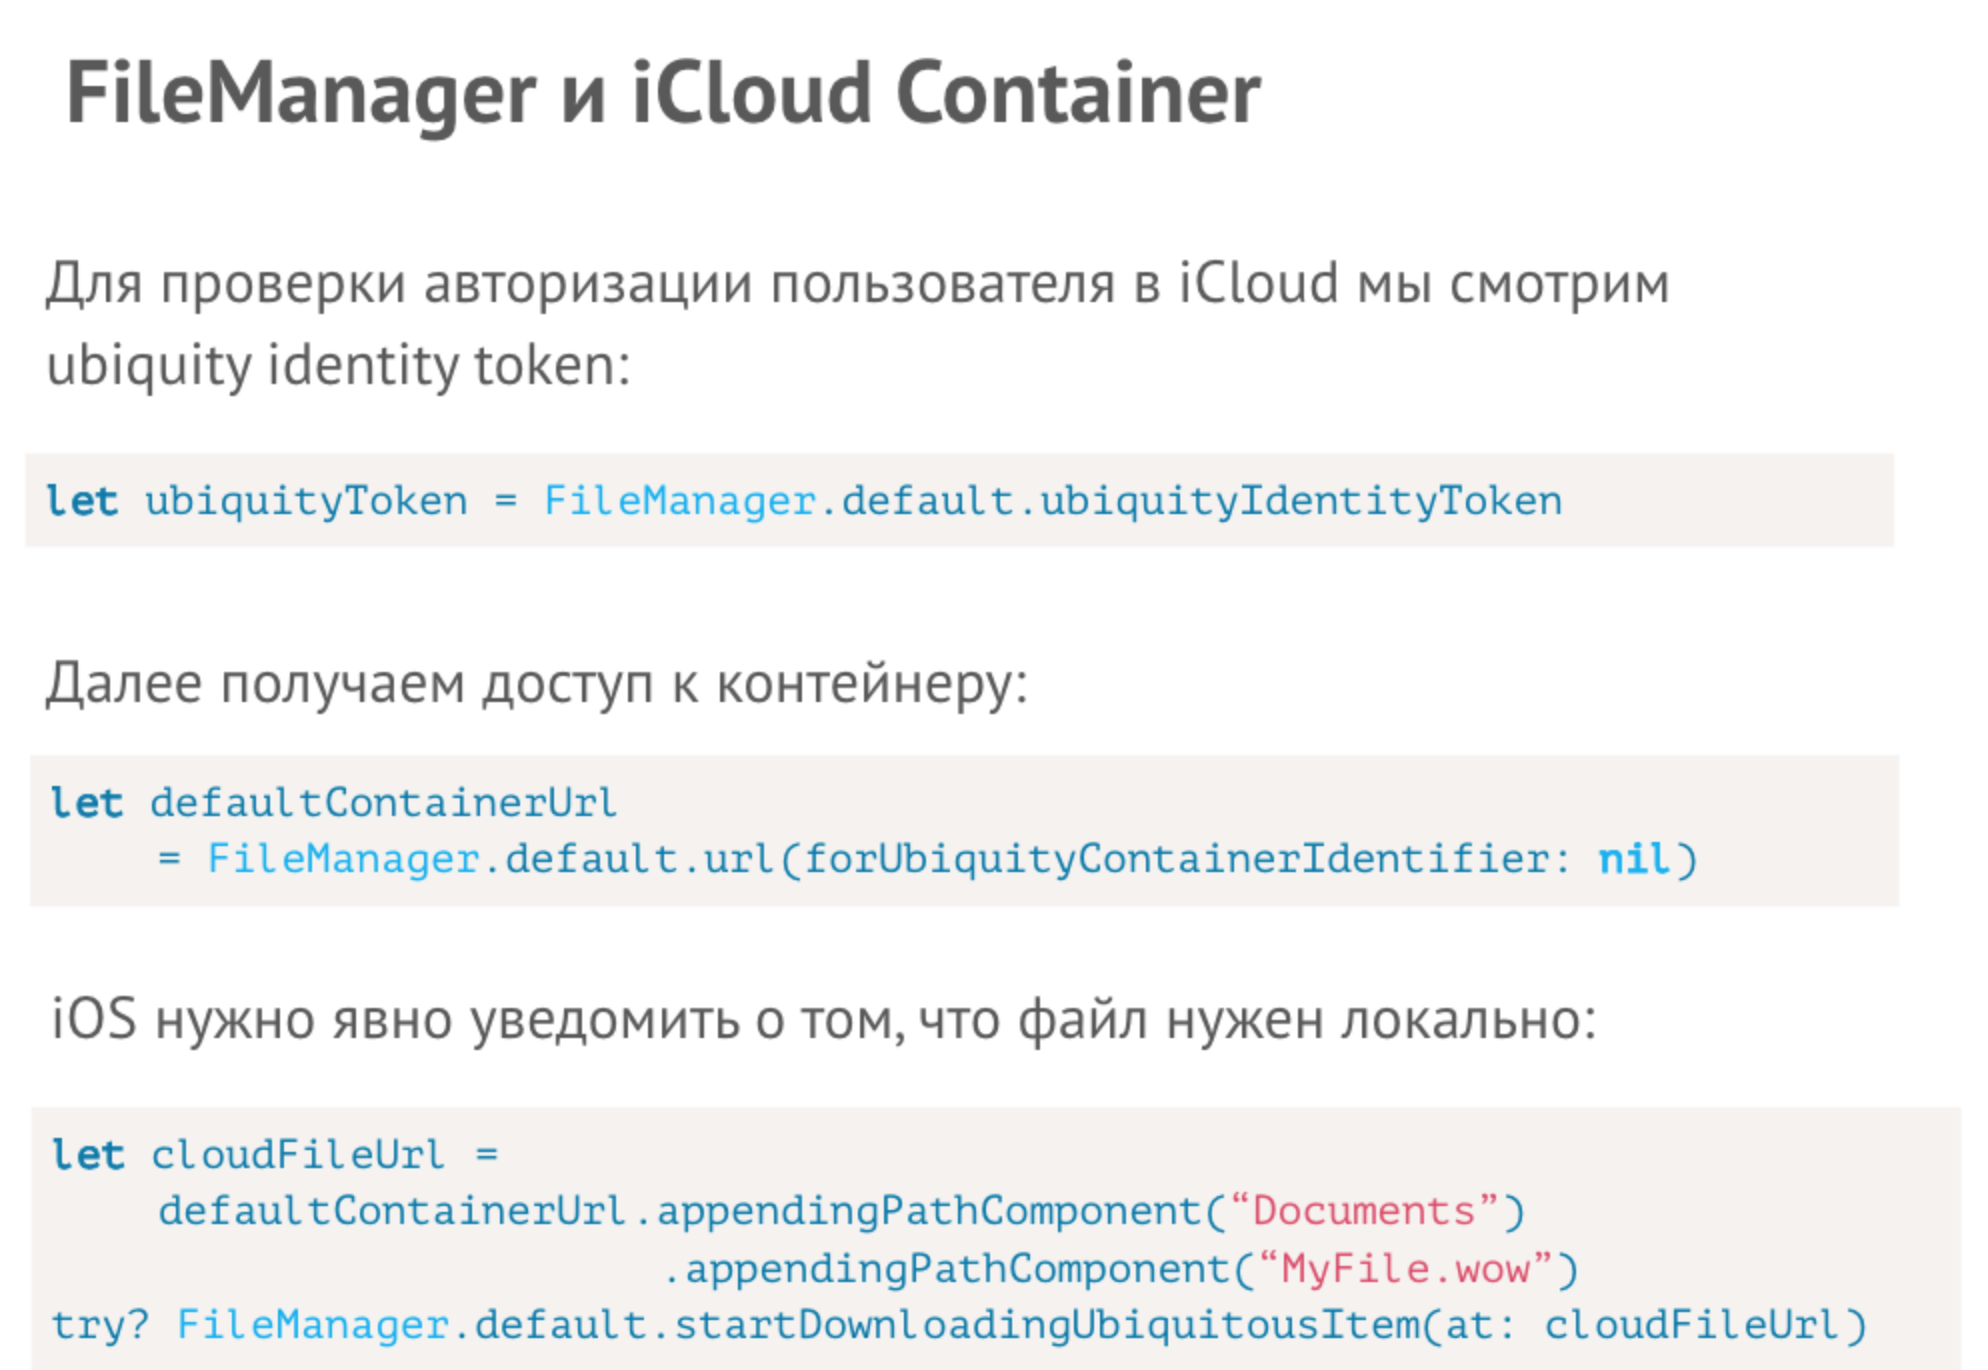 FileManager и iCloud Container
Для проверки авторизации пользователя в iCloud мы смотрим
ubiquity identity token:
let ubiquityToken = FileManager.default.ubiquityIdentityToken
Далее получаем доступ к контейнеру:
let defaultContainerUrl
= FileManager.default.url(forUbiquityContainerIdentifier: nil)
iOS нужно явно уведомить о том, что файл нужен локально:
let cloudFileUrl =
defaultContainerUrl.appendingPathComponent(“Documents”)
.appendingPathComponent(“MyFile.wow”)
try? FileManager.default.startDownloadingUbiquitousItem(at: cloudFileUrl)